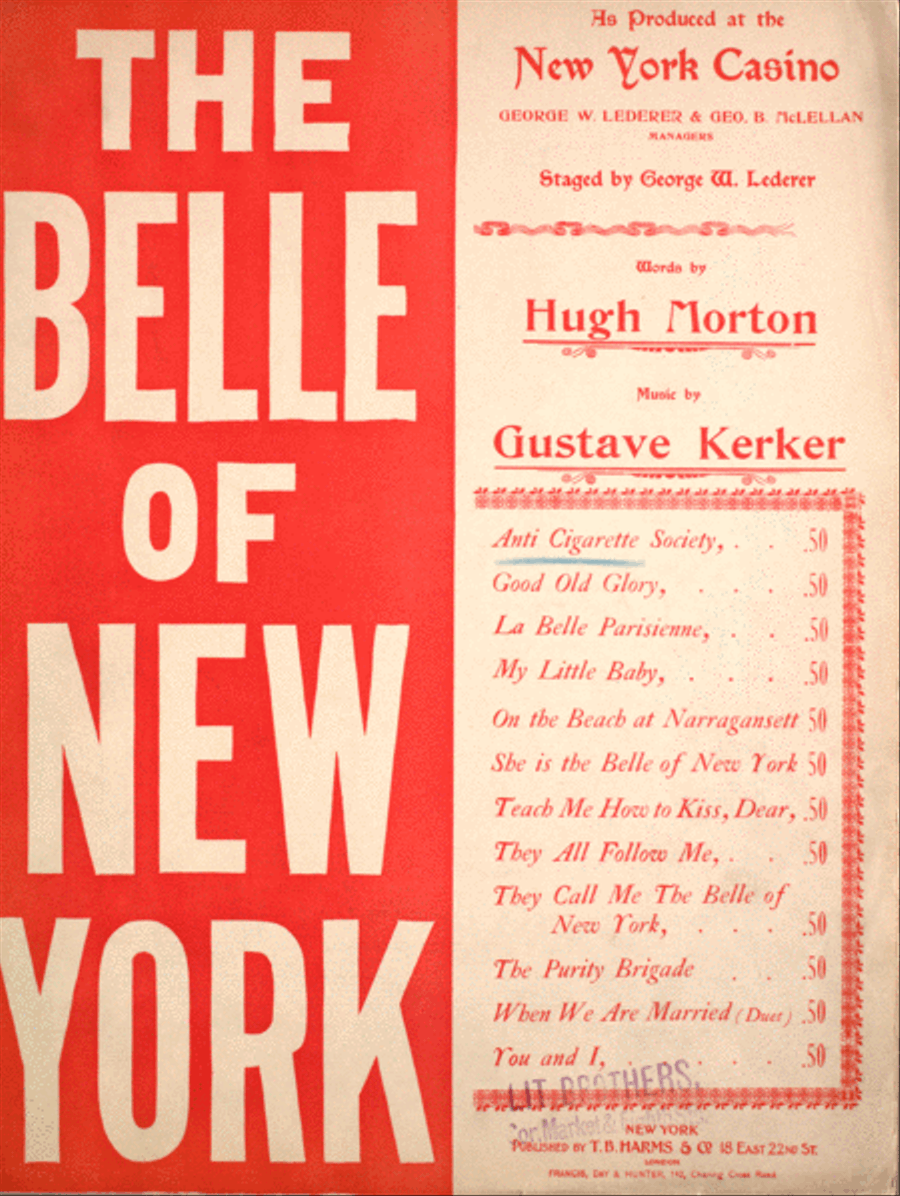 THE
BELLE
OF
NEW
YORK
As Produced at the
New York Casino
GEORGE W. LEDERER & GEO. B. McLELLAN
MANAGERS
Staged by George W. Lederer
Words by
Hugh Morton
Music by
Gustave Kerker
Anti Cigarette Society, . . .50
Good Old Glory, . . . .50
La Belle Parisienne, . . .50
My Little Baby, . . . .50
On the Beach at Narragansett 50
She is the Belle of New York 50
Teach Me How to Kiss, Dear, .50
They All Follow Me, . . .50
They Call Me The Belle of
New York, . . . .50
The Purity Brigade . . .50
When We Are Married (Duet) .50
You and I, . . . . .50
LIT BROTHERS,
Cor. Market &
NEW YORK
PUBLISHED BY T. B. HARMS & Co 18 EAST 22ND ST.
LONDON
FRANCIS, DAY & HUNTER, 142, Charing Cross Road